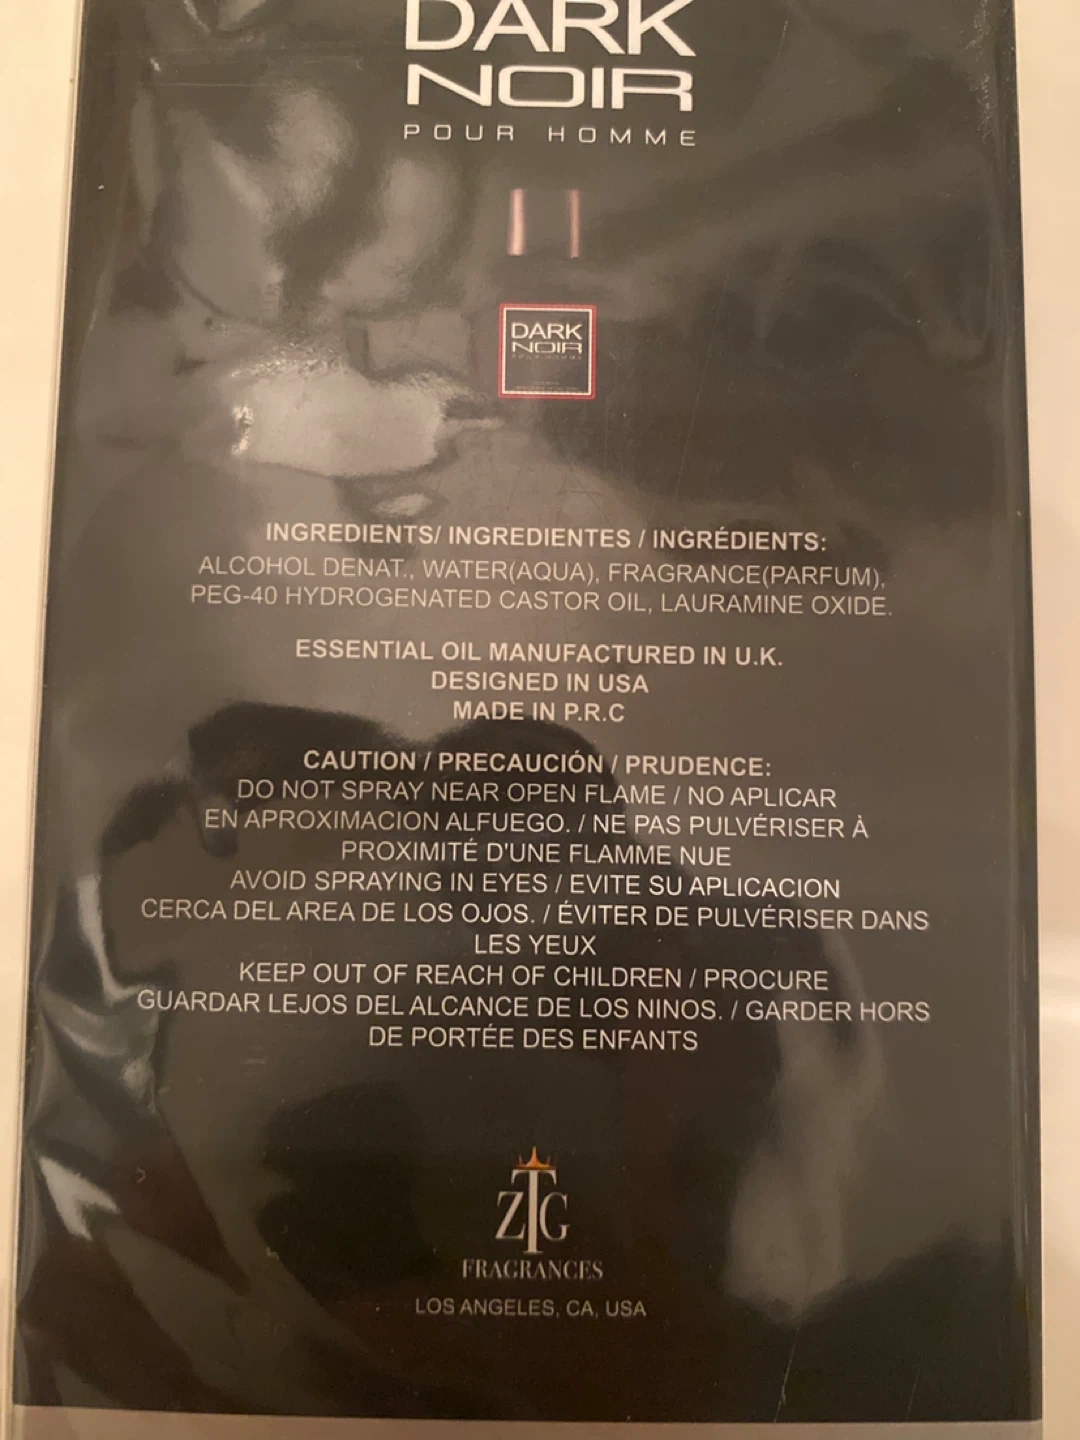 DARK
NOIR
POUR HOMME
DARK
NOIR
INGREDIENTS/ INGREDIENTES / INGRÉDIENTS:
ALCOHOL DENAT., WATER(AQUA), FRAGRANCE(PARFUM),
PEG-40 HYDROGENATED CASTOR OIL, LAURAMINE OXIDE.
ESSENTIAL OIL MANUFACTURED IN U.K.
DESIGNED IN USA
MADE IN P.R.C
CAUTION / PRECAUCIÓN / PRUDENCE:
DO NOT SPRAY NEAR OPEN FLAME / NO APLICAR
EN APROXIMACION ALFUEGO. / NE PAS PULVÉRISER À
PROXIMITÉ D'UNE FLAMME NUE
AVOID SPRAYING IN EYES / EVITE SU APLICACION
CERCA DEL AREA DE LOS OJOS. / ÉVITER DE PULVÉRISER DANS
LES YEUX
KEEP OUT OF REACH OF CHILDREN / PROCURE
GUARDAR LEJOS DEL ALCANCE DE LOS NINOS. / GARDER HORS
DE PORTÉE DES ENFANTS
ZTG
FRAGRANCES
LOS ANGELES, CA, USA